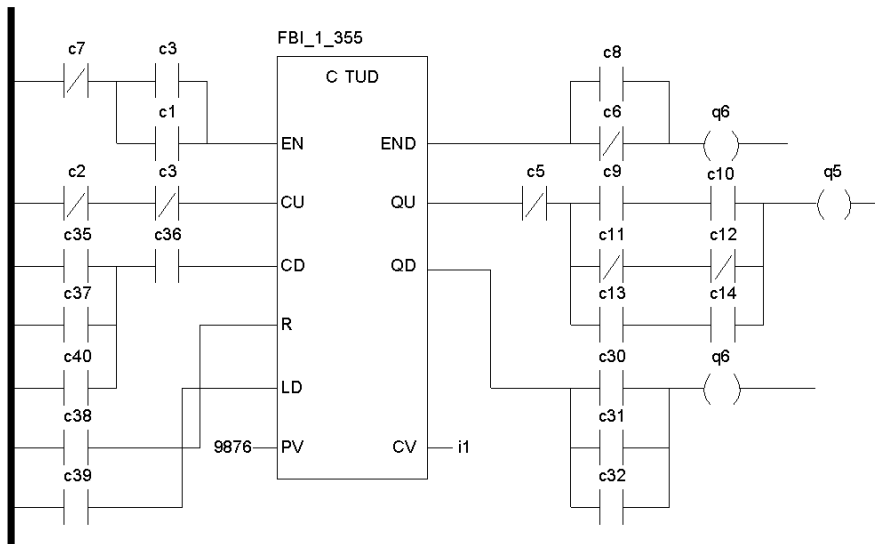 FBI_1_355
c7 c3
C TUD
c8
c1
c6 q6
EN END
c2 c3
c5 c9 c10 q5
CU QU
c35 c36
c11 c12
CD QD
c37
c13 c14
R
c40
c30 q6
LD
c38
c31
9876 PV CV i1
c39
c32